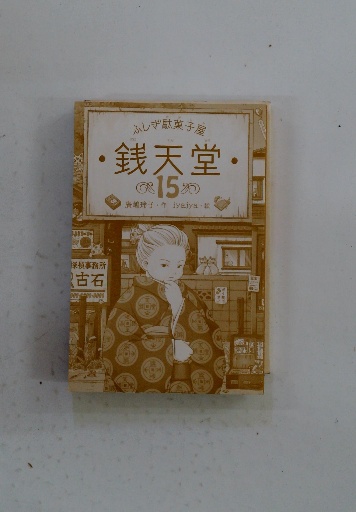 ふしぎ駄菓子屋
銭天堂
15
廣嶋玲子・作 jyajya・絵
探偵事務所
古石